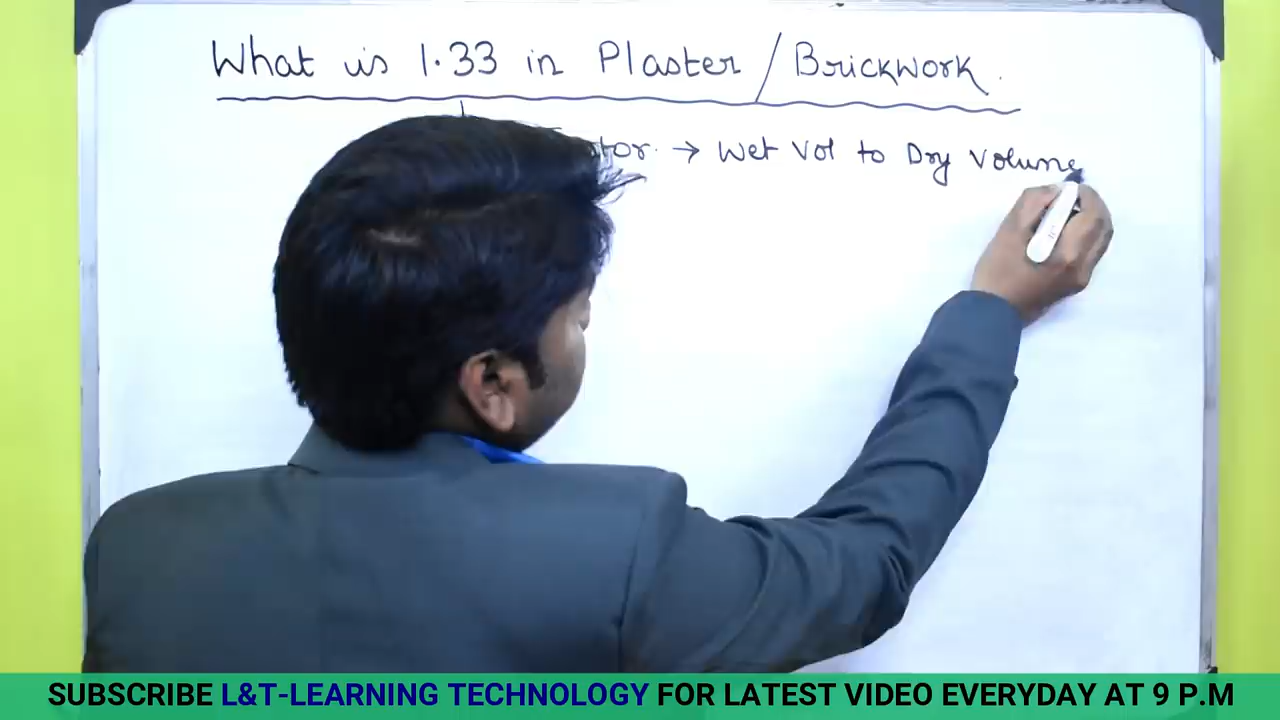 What is 1.33 in Plaster / Brickwork.
→ Wet Vol to Dry Volume
SUBSCRIBE L&T-LEARNING TECHNOLOGY FOR LATEST VIDEO EVERYDAY AT 9 P.M